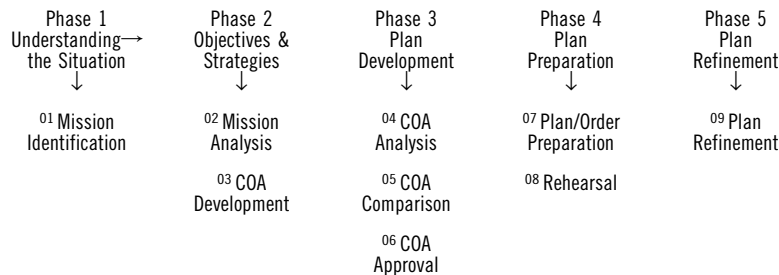 Phase 1
Understanding→
the Situation
↓
01 Mission
Identification
Phase 2
Objectives &
Strategies
↓
02 Mission
Analysis
03 COA
Development
Phase 3
Plan
Development
↓
04 COA
Analysis
05 COA
Comparison
06 COA
Approval
Phase 4
Plan
Preparation
↓
07 Plan/Order
Preparation
08 Rehearsal
Phase 5
Plan
Refinement
↓
09 Plan
Refinement